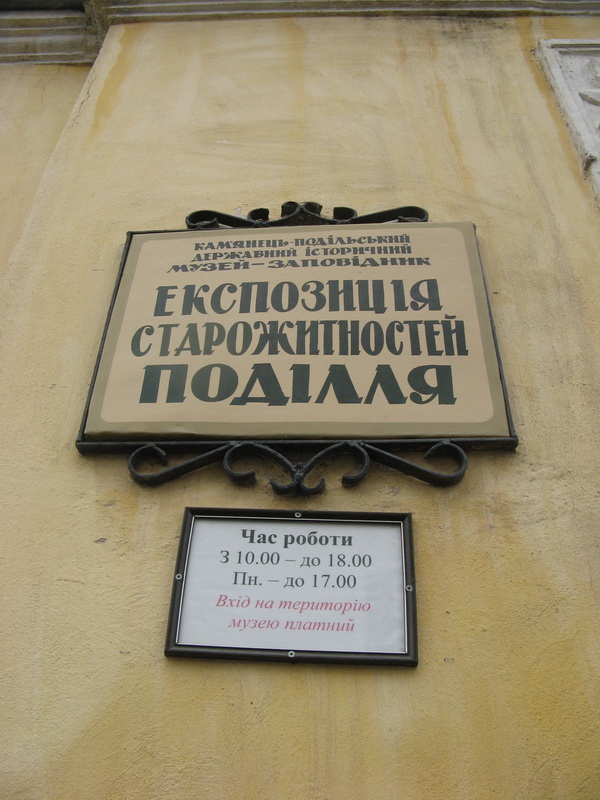 КАМ'ЯНЕЦЬ-ПОДІЛЬСЬКИЙ
ДЕРЖАВНИЙ ІСТОРИЧНИЙ
МУЗЕЙ-ЗАПОВІДНИК
ЕКСПОЗИЦІЯ
СТАРОЖИТНОСТЕЙ
ПОДІЛЛЯ
Час роботи
З 10.00 – до 18.00
Пн. – до 17.00
Вхід на територію
музею платний